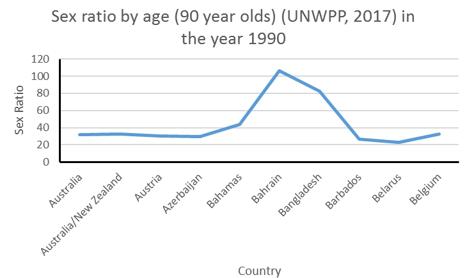 Sex ratio by age (90 year olds) (UNWPP, 2017) in
the year 1990
120
100
80
60
40
20
0
Sex Ratio
Australia
Australia/New Zealand
Austria
Azerbaijan
Bahamas
Bahrain
Bangladesh
Barbados
Belarus
Belgium
Country